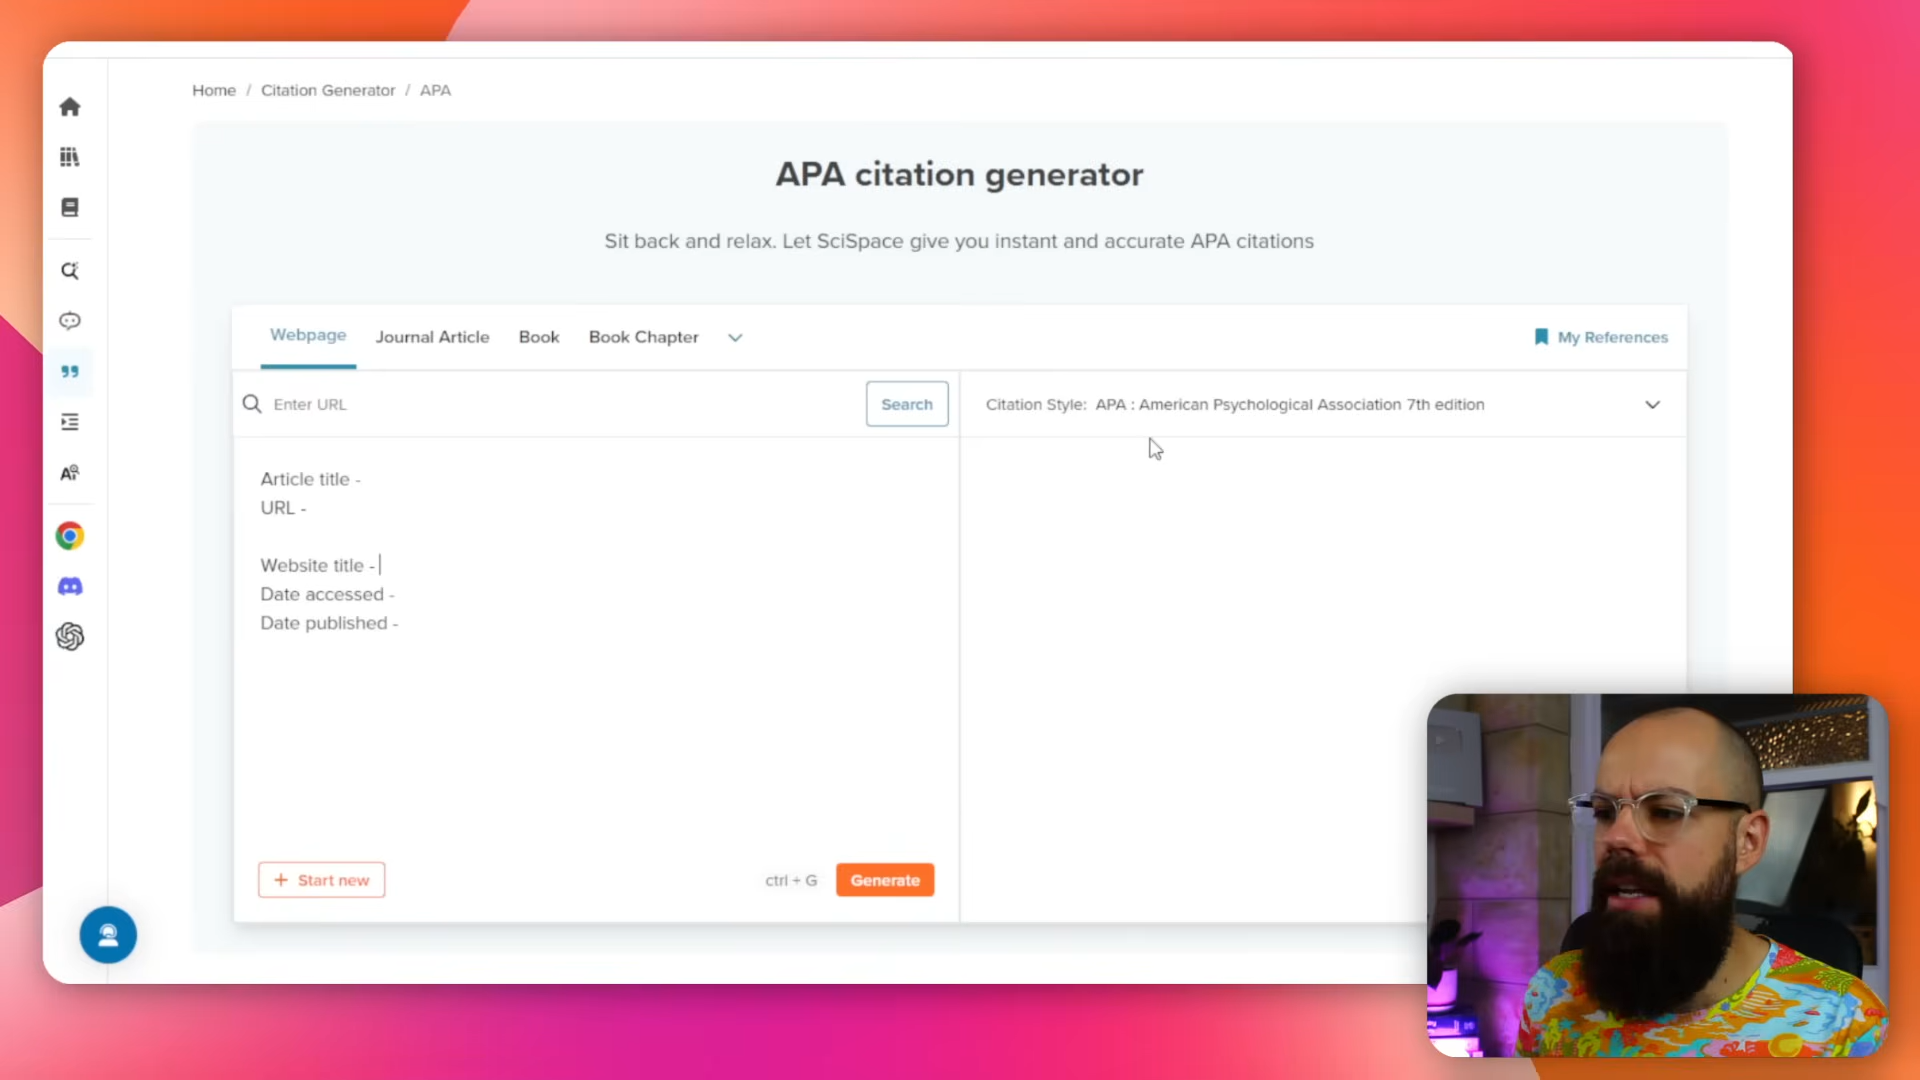 Home / Citation Generator / APA
APA citation generator
Sit back and relax. Let SciSpace give you instant and accurate APA citations
Webpage Journal Article Book Book Chapter My References
Enter URL Search Citation Style: APA : American Psychological Association 7th edition
Article title -
URL -
Website title -
Date accessed -
Date published -
+ Start new ctrl + G Generate